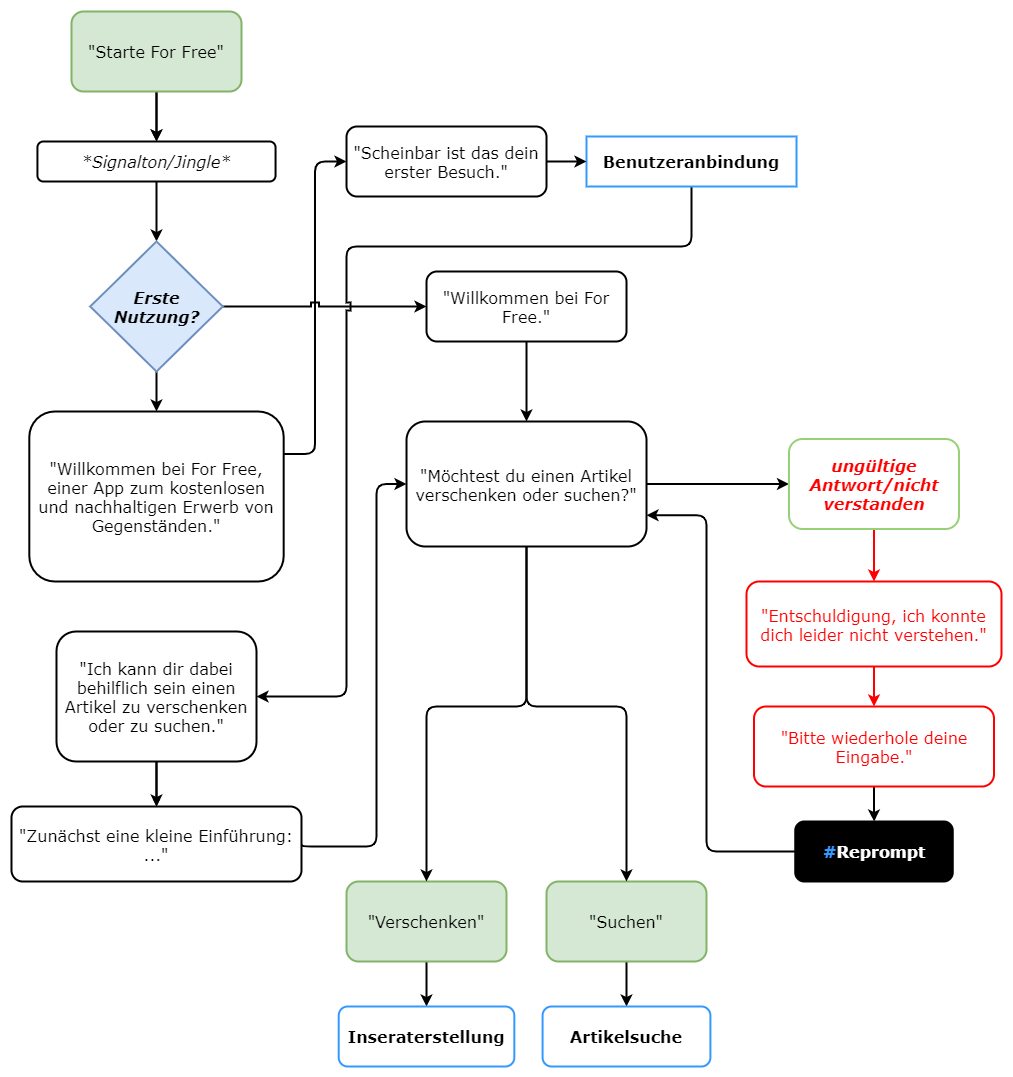 "Starte For Free"
*Signalton/Jingle*
"Scheinbar ist das dein
erster Besuch."
Benutzeranbindung
Erste
Nutzung?
"Willkommen bei For
Free."
"Willkommen bei For Free,
einer App zum kostenlosen
und nachhaltigen Erwerb von
Gegenständen."
"Möchtest du einen Artikel
verschenken oder suchen?"
ungültige
Antwort/nicht
verstanden
"Entschuldigung, ich konnte
dich leider nicht verstehen."
"Ich kann dir dabei
behilflich sein einen
Artikel zu verschenken
oder zu suchen."
"Bitte wiederhole deine
Eingabe."
"Zunächst eine kleine Einführung:
..."
#Reprompt
"Verschenken"
"Suchen"
Inseraterstellung
Artikelsuche